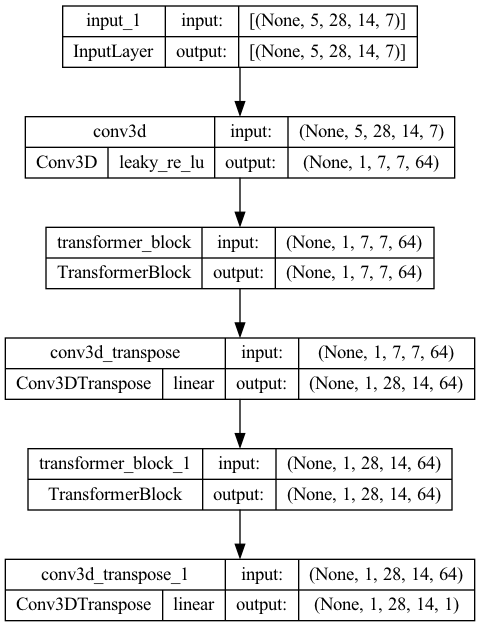 input_1 input: [(None, 5, 28, 14, 7)]
InputLayer output: [(None, 5, 28, 14, 7)]
conv3d input: (None, 5, 28, 14, 7)
Conv3D leaky_re_lu output: (None, 1, 7, 7, 64)
transformer_block input: (None, 1, 7, 7, 64)
TransformerBlock output: (None, 1, 7, 7, 64)
conv3d_transpose input: (None, 1, 7, 7, 64)
Conv3DTranspose linear output: (None, 1, 28, 14, 64)
transformer_block_1 input: (None, 1, 28, 14, 64)
TransformerBlock output: (None, 1, 28, 14, 64)
conv3d_transpose_1 input: (None, 1, 28, 14, 64)
Conv3DTranspose linear output: (None, 1, 28, 14, 1)